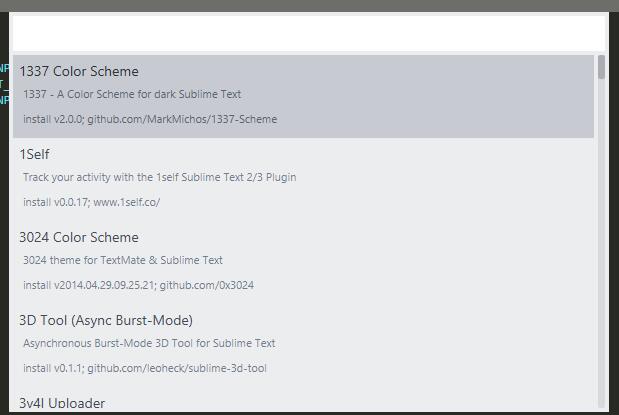 1337 Color Scheme
1337 - A Color Scheme for dark Sublime Text
install v2.0.0; github.com/MarkMichos/1337-Scheme
1Self
Track your activity with the 1self Sublime Text 2/3 Plugin
install v0.0.17; www.1self.co/
3024 Color Scheme
3024 theme for TextMate & Sublime Text
install v2014.04.29.09.25.21; github.com/0x3024
3D Tool (Async Burst-Mode)
Asynchronous Burst-Mode 3D Tool for Sublime Text
install v0.1.1; github.com/leoheck/sublime-3d-tool
3v4l Uploader